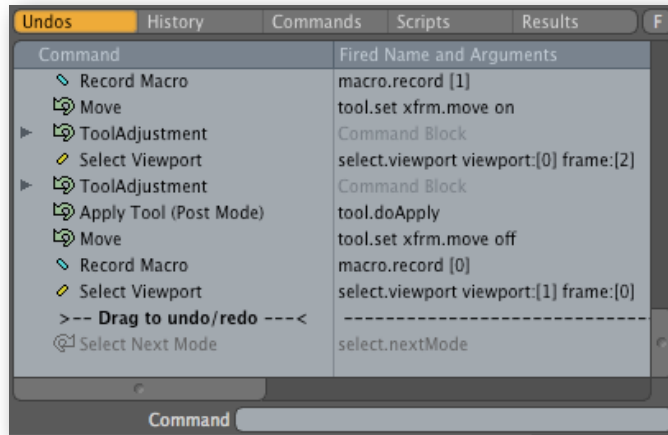 Undos History Commands Scripts Results F
Command Fired Name and Arguments
Record Macro macro.record [1]
Move tool.set xfrm.move on
ToolAdjustment Command Block
Select Viewport select.viewport viewport:[0] frame:[2]
ToolAdjustment Command Block
Apply Tool (Post Mode) tool.doApply
Move tool.set xfrm.move off
Record Macro macro.record [0]
Select Viewport select.viewport viewport:[1] frame:[0]
>-- Drag to undo/redo ---< ------------------------------
Select Next Mode select.nextMode
Command